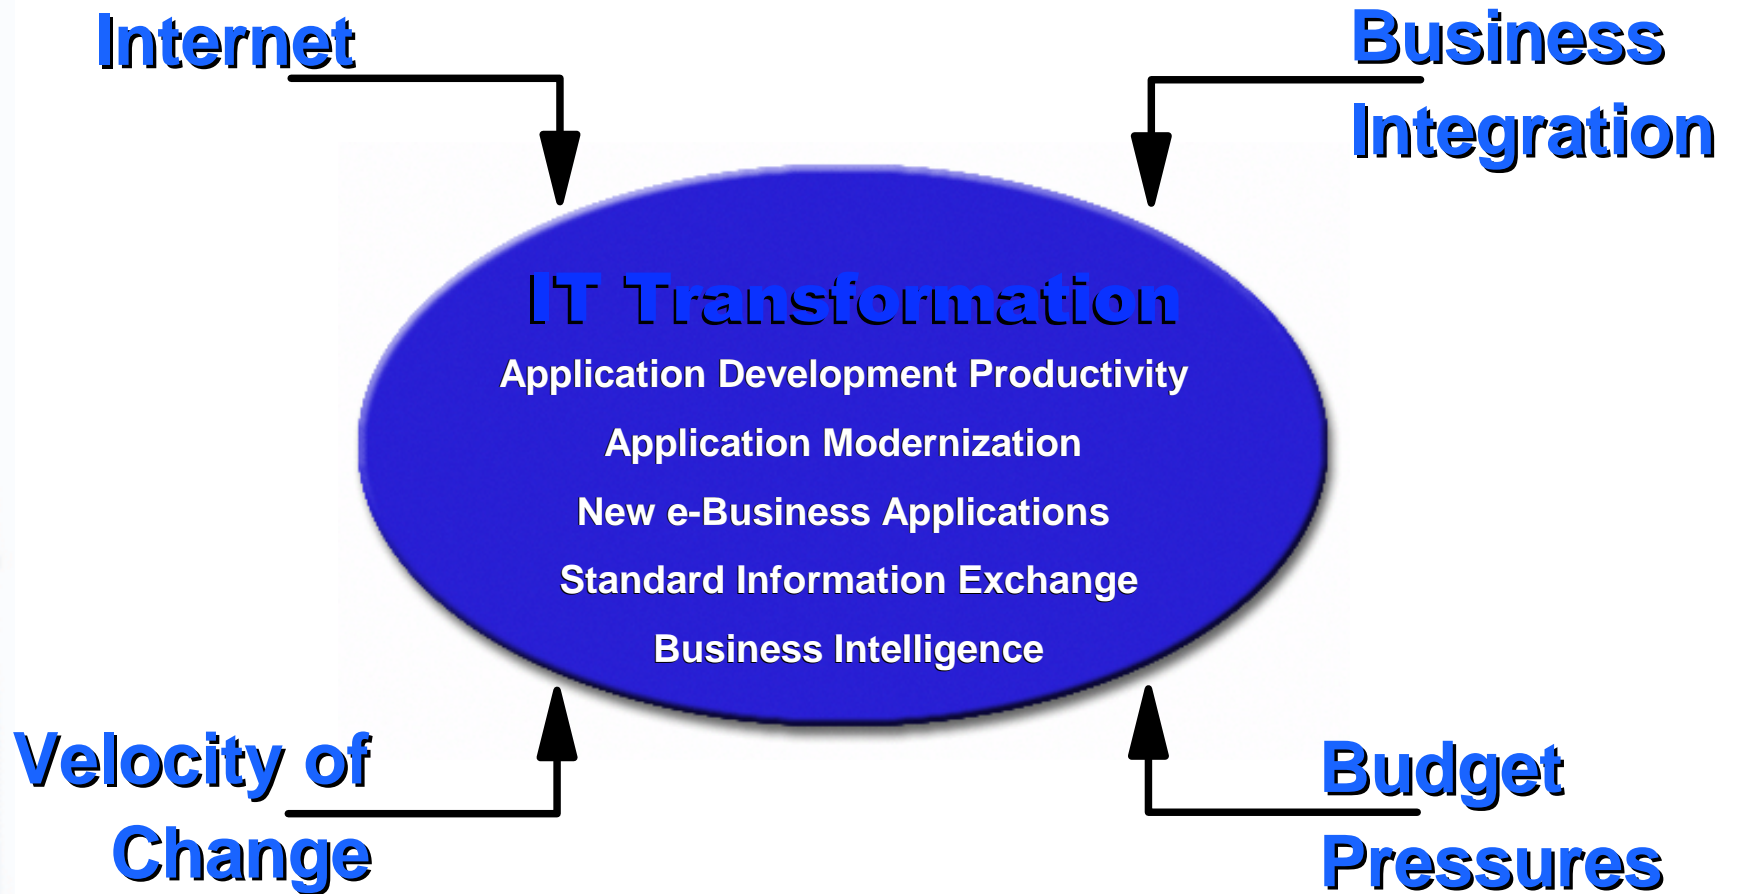 Internet
Business
Integration
IT Transformation
Application Development Productivity
Application Modernization
New e-Business Applications
Standard Information Exchange
Business Intelligence
Velocity of
Change
Budget
Pressures